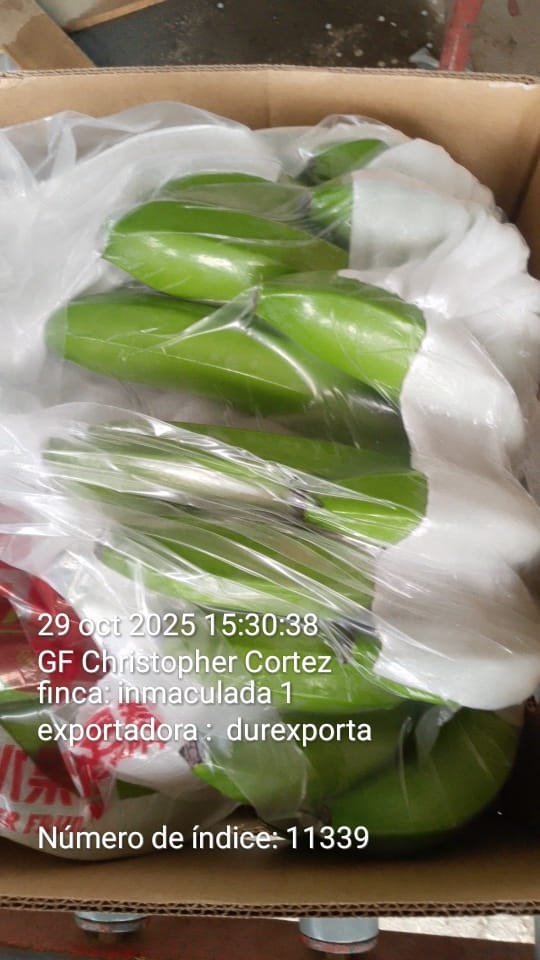 29 oct 2025 15:30:38
GF Christopher Cortez
finca: inmaculada 1
exportadora : durexporta
Número de índice: 11339